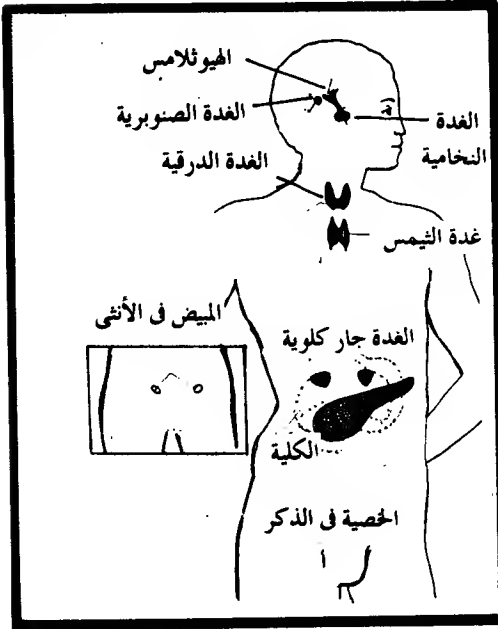 الهيوثلامس
الغدة الصنوبرية
الغدة
النخامية
الغدة الدرقية
غدة الثيمس
المبيض فى الأنثى
الغدة جار كلوية
الكلية
الخصية فى الذكر